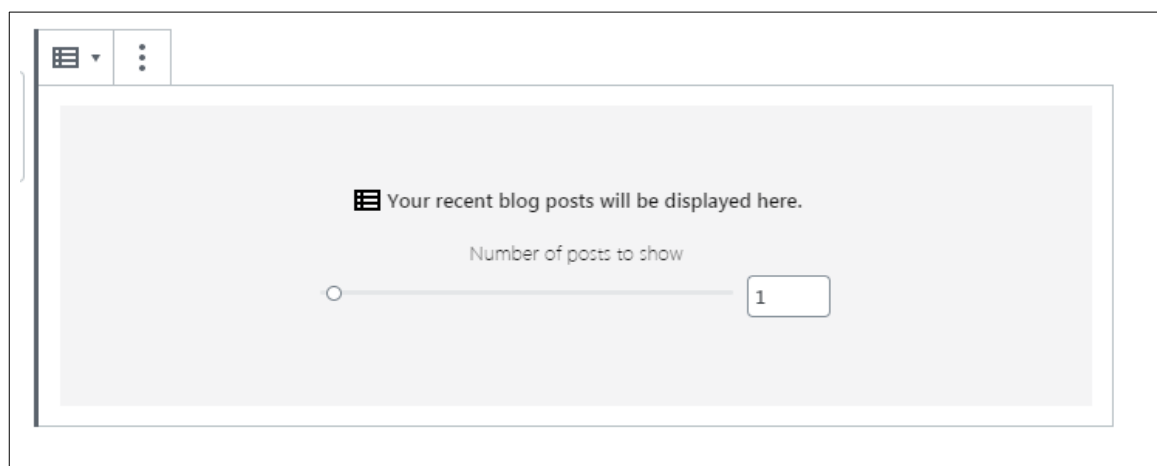 Your recent blog posts will be displayed here.
Number of posts to show
1